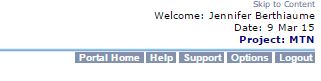 Skip to Content
Welcome: Jennifer Berthiaume
Date: 9 Mar 15
Project: MTN
Portal Home Help Support Options Logout